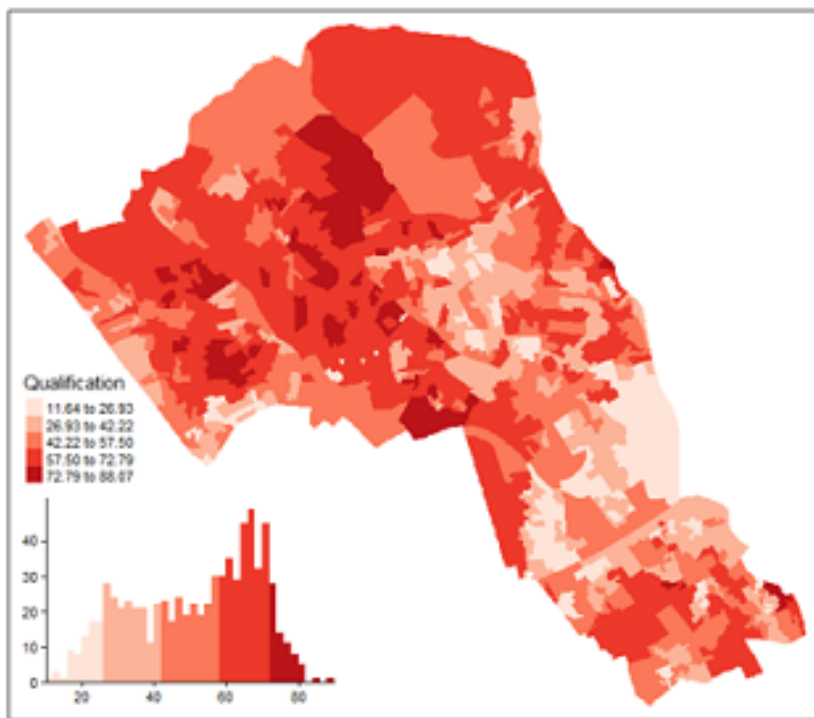 Qualification
11.64 to 26.93
26.93 to 42.22
42.22 to 57.50
57.50 to 72.79
72.79 to 88.07
40
30
20
10
0
20 40 60 80